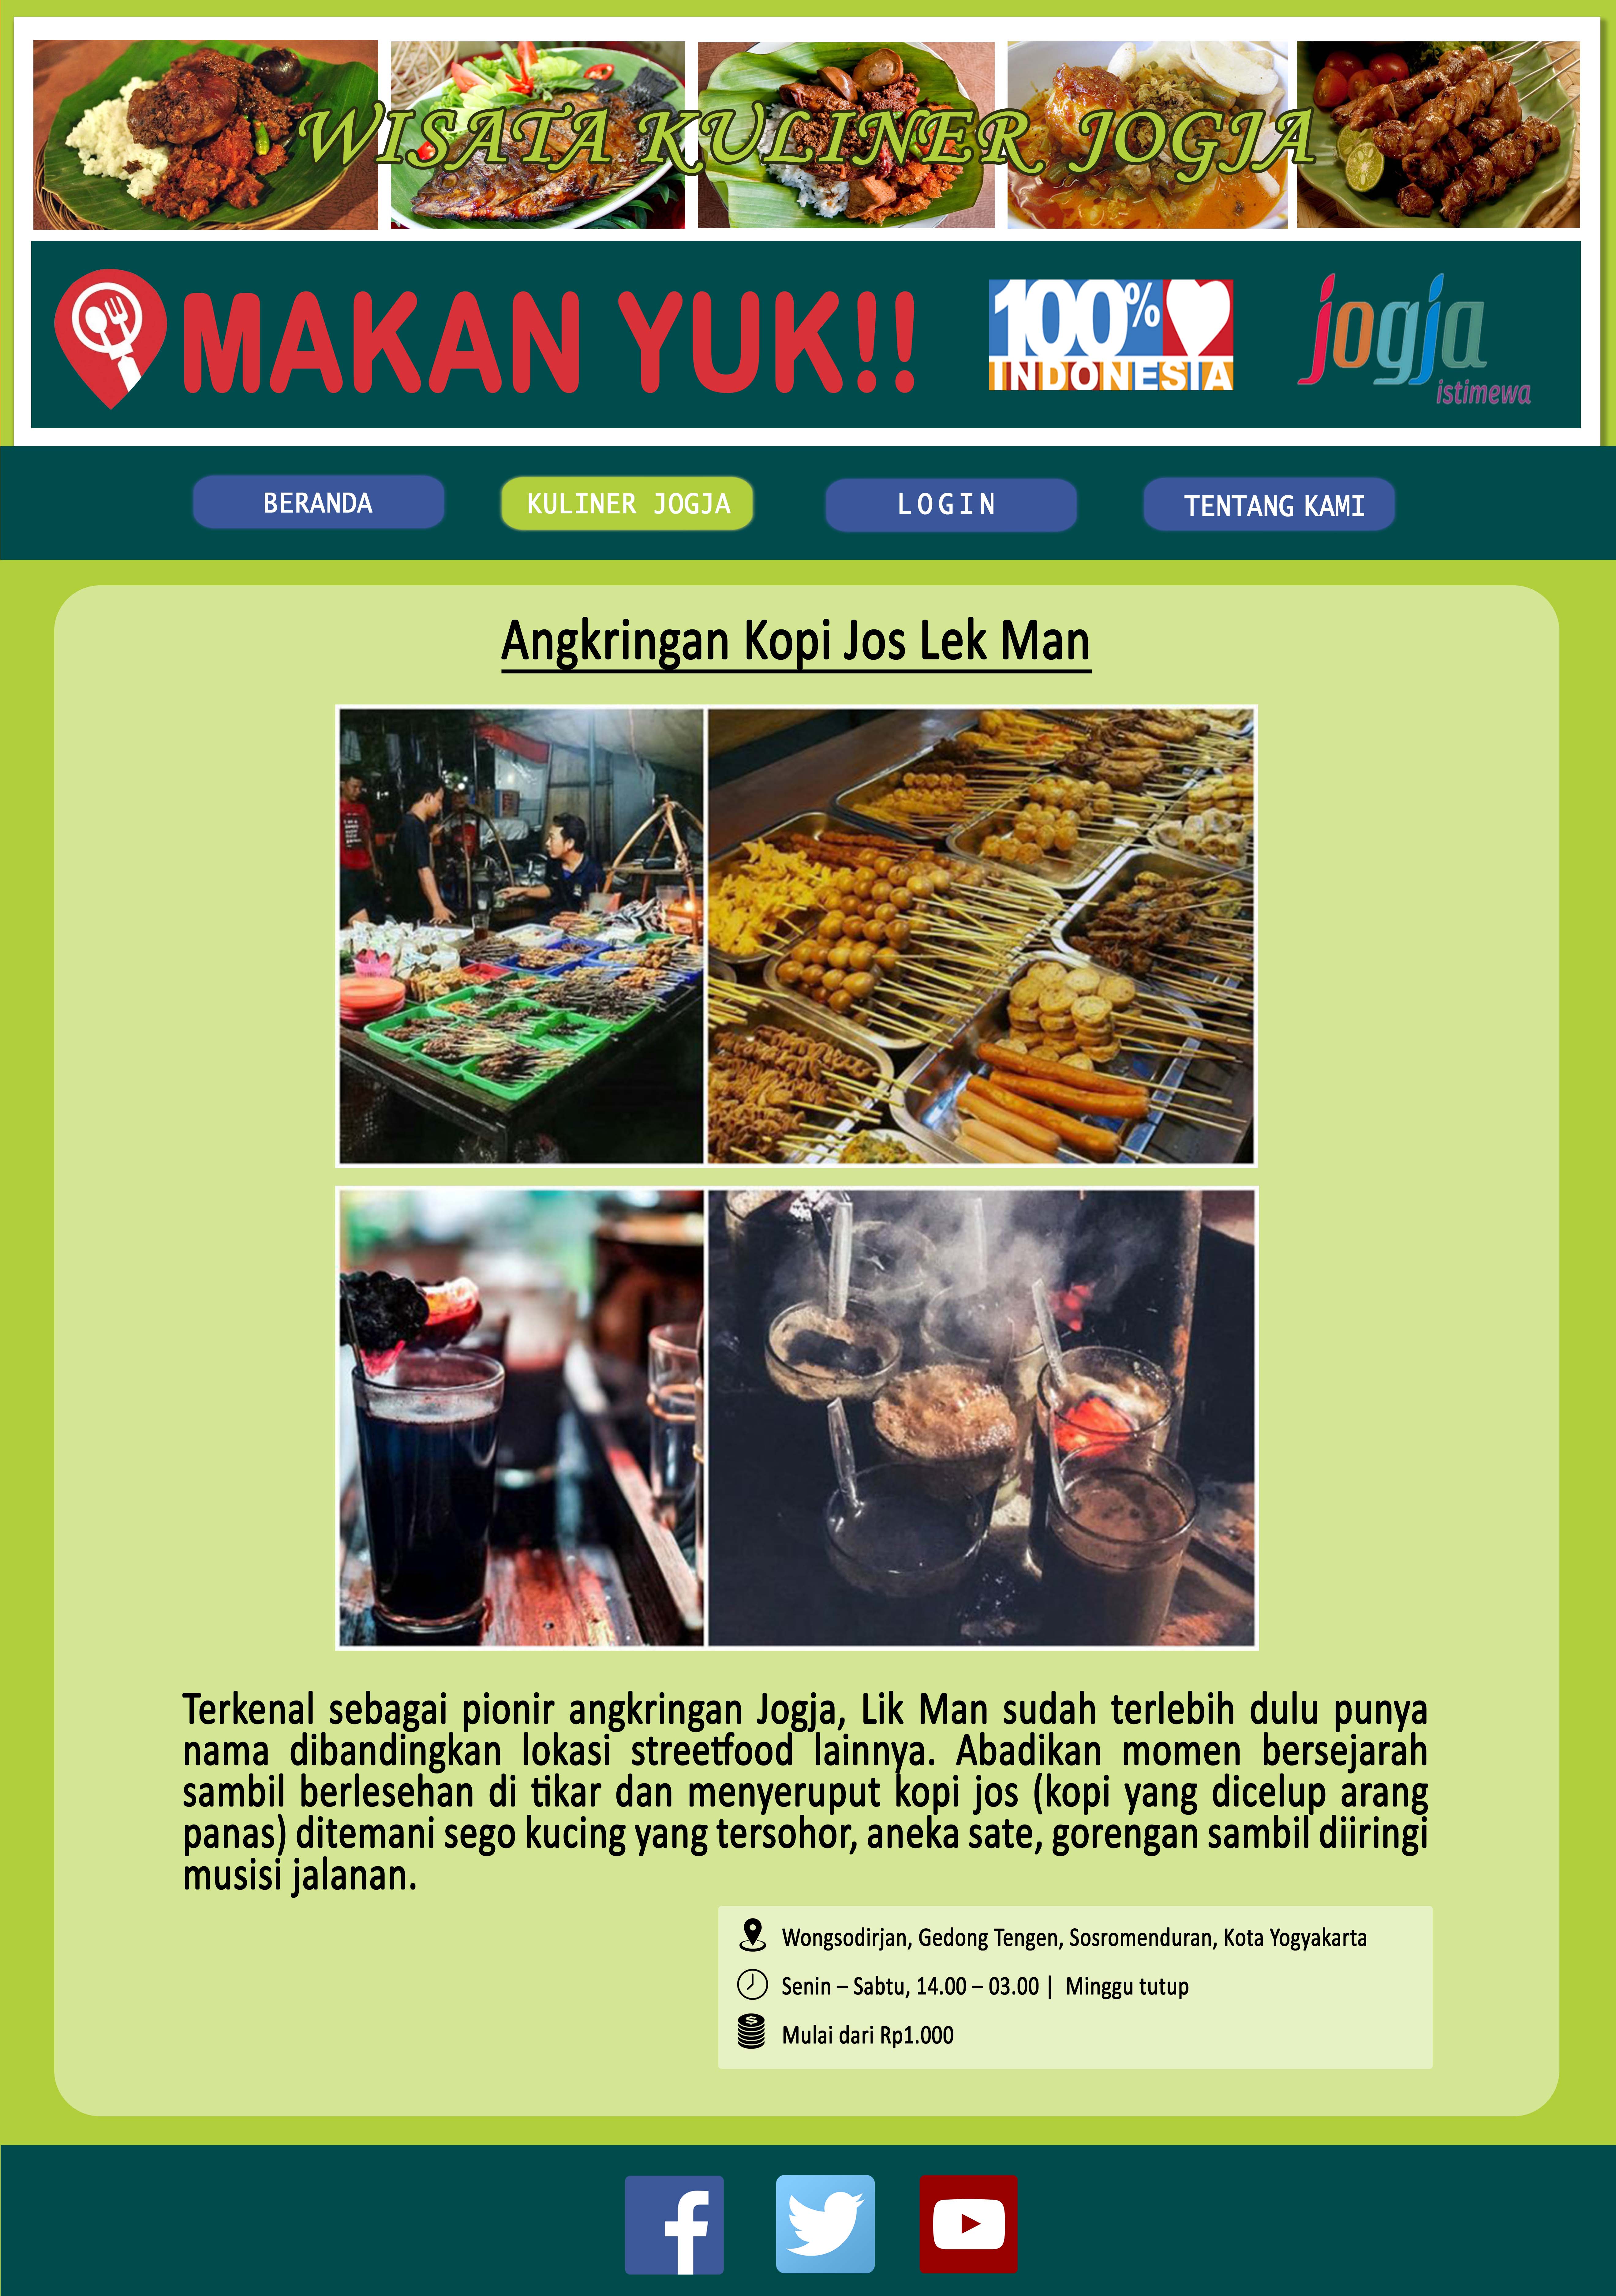 WISATA KULINER JOGJA
MAKAN YUK!!
100%
INDONESIA
jogja
istimewa
BERANDA
KULINER JOGJA
LOGIN
TENTANG KAMI
Angkringan Kopi Jos Lek Man
Terkenal sebagai pionir angkringan Jogja, Lik Man sudah terlebih dulu punya
nama dibandingkan lokasi streetfood lainnya. Abadikan momen bersejarah
sambil berlesehan di tikar dan menyeruput kopi jos (kopi yang dicelup arang
panas) ditemani sego kucing yang tersohor, aneka sate, gorengan sambil diiringi
musisi jalanan.
Wongsodirjan, Gedong Tengen, Sosromenduran, Kota Yogyakarta
Senin – Sabtu, 14.00 – 03.00 | Minggu tutup
Mulai dari Rp1.000